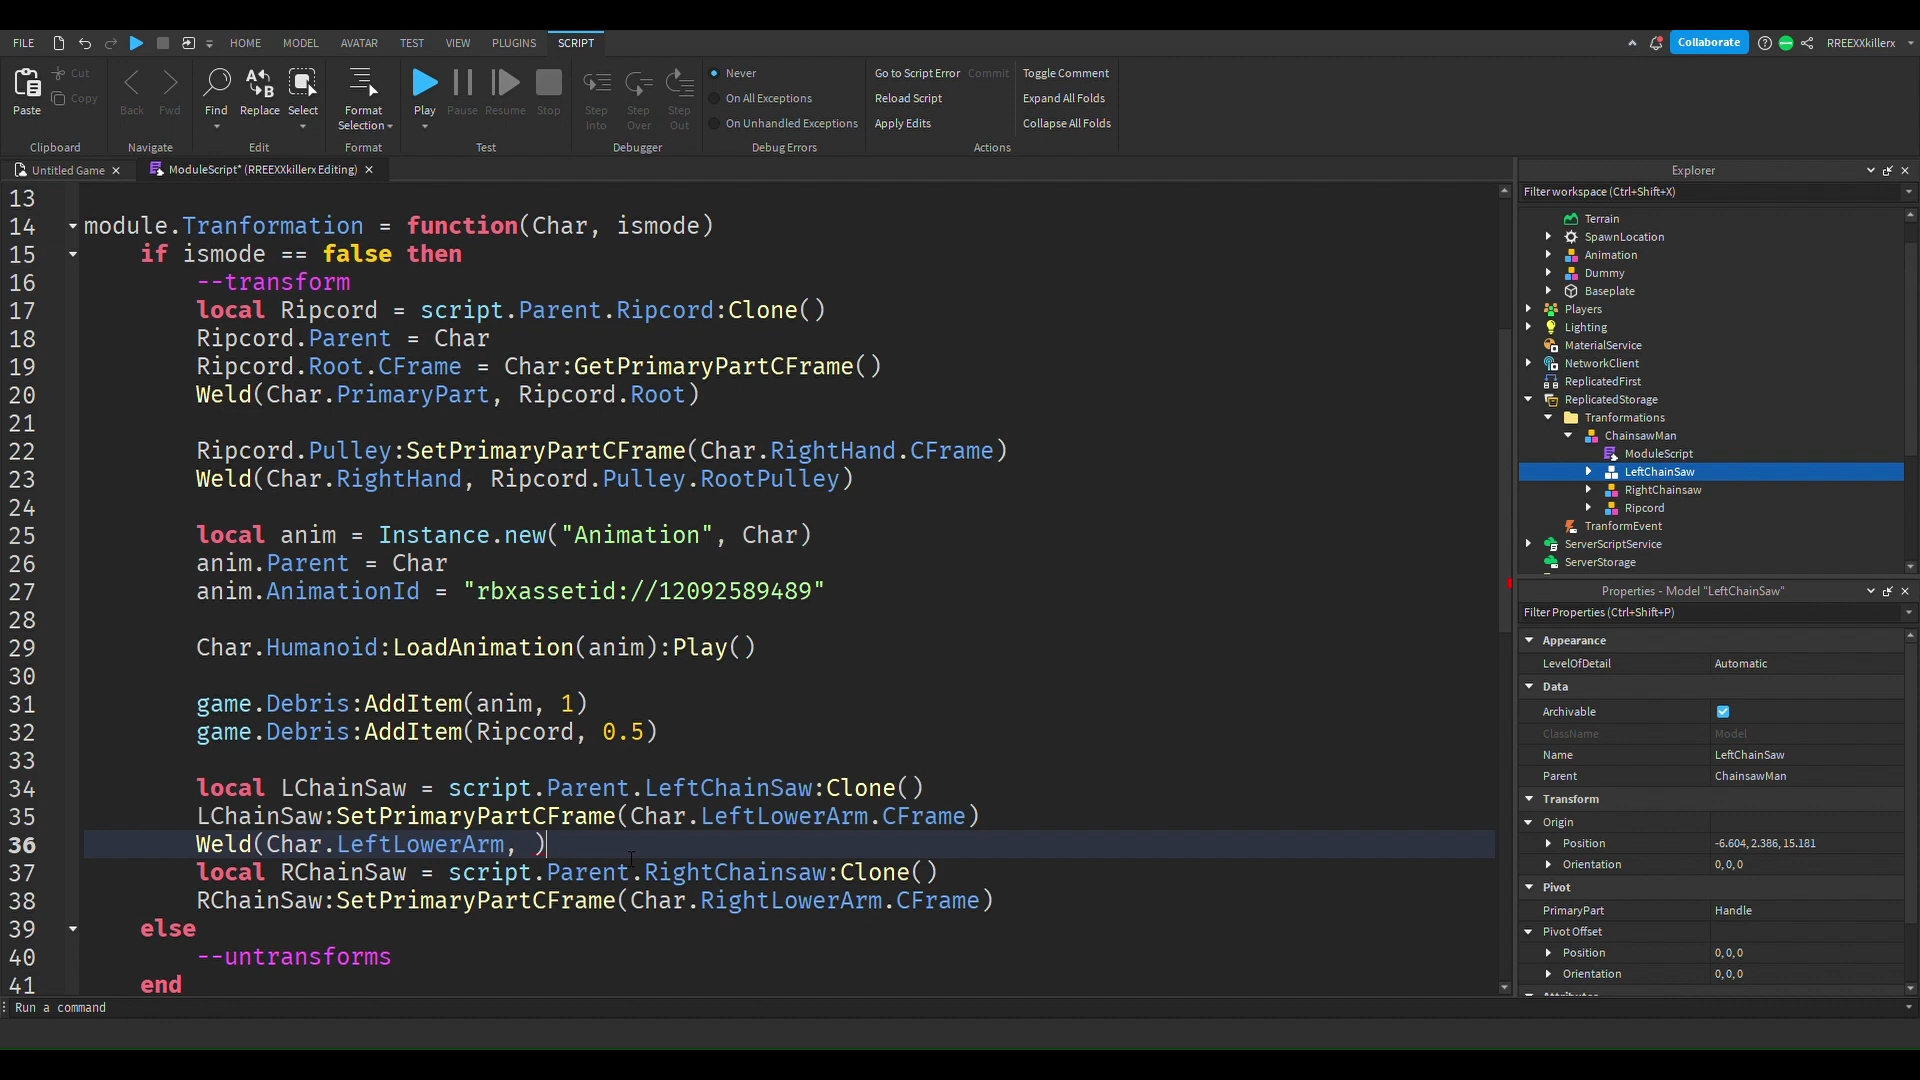 FILE HOME MODEL AVATAR TEST VIEW PLUGINS SCRIPT Collaborate RREEXXkillerx
Paste Cut Copy Back Fwd Find Replace Select Format Selection Play Pause Resume Stop Step Into Step Over Step Out
Never Go to Script Error Commit Toggle Comment
On All Exceptions Reload Script Expand All Folds
On Unhandled Exceptions Apply Edits Collapse All Folds
Clipboard Navigate Edit Format Test Debugger Debug Errors Actions
Untitled Game ModuleScript* (RREEXXkillerx Editing)
13
14 module.Tranformation = function(Char, ismode)
15 if ismode == false then
16 --transform
17 local Ripcord = script.Parent.Ripcord:Clone()
18 Ripcord.Parent = Char
19 Ripcord.Root.CFrame = Char:GetPrimaryPartCFrame()
20 Weld(Char.PrimaryPart, Ripcord.Root)
21
22 Ripcord.Pulley:SetPrimaryPartCFrame(Char.RightHand.CFrame)
23 Weld(Char.RightHand, Ripcord.Pulley.RootPulley)
24
25 local anim = Instance.new("Animation", Char)
26 anim.Parent = Char
27 anim.AnimationId = "rbxassetid://12092589489"
28
29 Char.Humanoid:LoadAnimation(anim):Play()
30
31 game.Debris:AddItem(anim, 1)
32 game.Debris:AddItem(Ripcord, 0.5)
33
34 local LChainSaw = script.Parent.LeftChainSaw:Clone()
35 LChainSaw:SetPrimaryPartCFrame(Char.LeftLowerArm.CFrame)
36 Weld(Char.LeftLowerArm, )
37 local RChainSaw = script.Parent.RightChainsaw:Clone()
38 RChainSaw:SetPrimaryPartCFrame(Char.RightLowerArm.CFrame)
39 else
40 --untransforms
41 end
Run a command
Explorer
Filter workspace (Ctrl+Shift+X)
Terrain
SpawnLocation
Animation
Dummy
Baseplate
Players
Lighting
MaterialService
NetworkClient
ReplicatedFirst
ReplicatedStorage
Tranformations
ChainsawMan
ModuleScript
LeftChainSaw
RightChainsaw
Ripcord
TranformEvent
ServerScriptService
ServerStorage
Properties - Model "LeftChainSaw"
Filter Properties (Ctrl+Shift+P)
Appearance
LevelOfDetail Automatic
Data
Archivable
ClassName Model
Name LeftChainSaw
Parent ChainsawMan
Transform
Origin
Position -6.604, 2.386, 15.181
Orientation 0, 0, 0
Pivot
PrimaryPart Handle
Pivot Offset
Position 0, 0, 0
Orientation 0, 0, 0